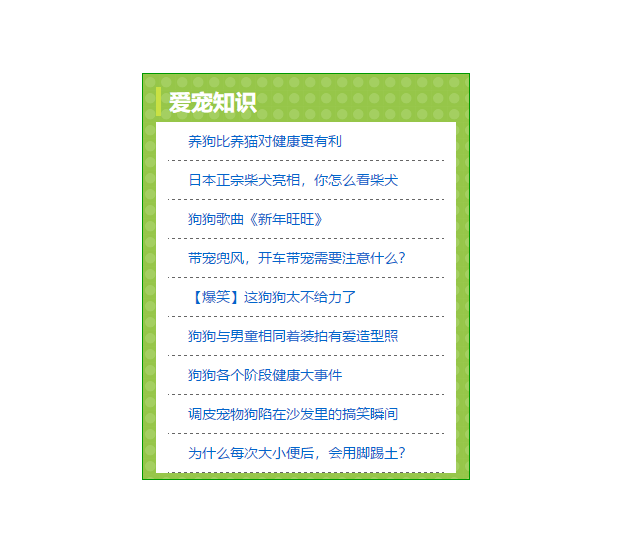 爱宠知识
养狗比养猫对健康更有利
日本正宗柴犬亮相，你怎么看柴犬
狗狗歌曲《新年旺旺》
带宠兜风，开车带宠需要注意什么？
【爆笑】这狗狗太不给力了
狗狗与男童相同着装拍有爱造型照
狗狗各个阶段健康大事件
调皮宠物狗陷在沙发里的搞笑瞬间
为什么每次大小便后，会用脚踢土？